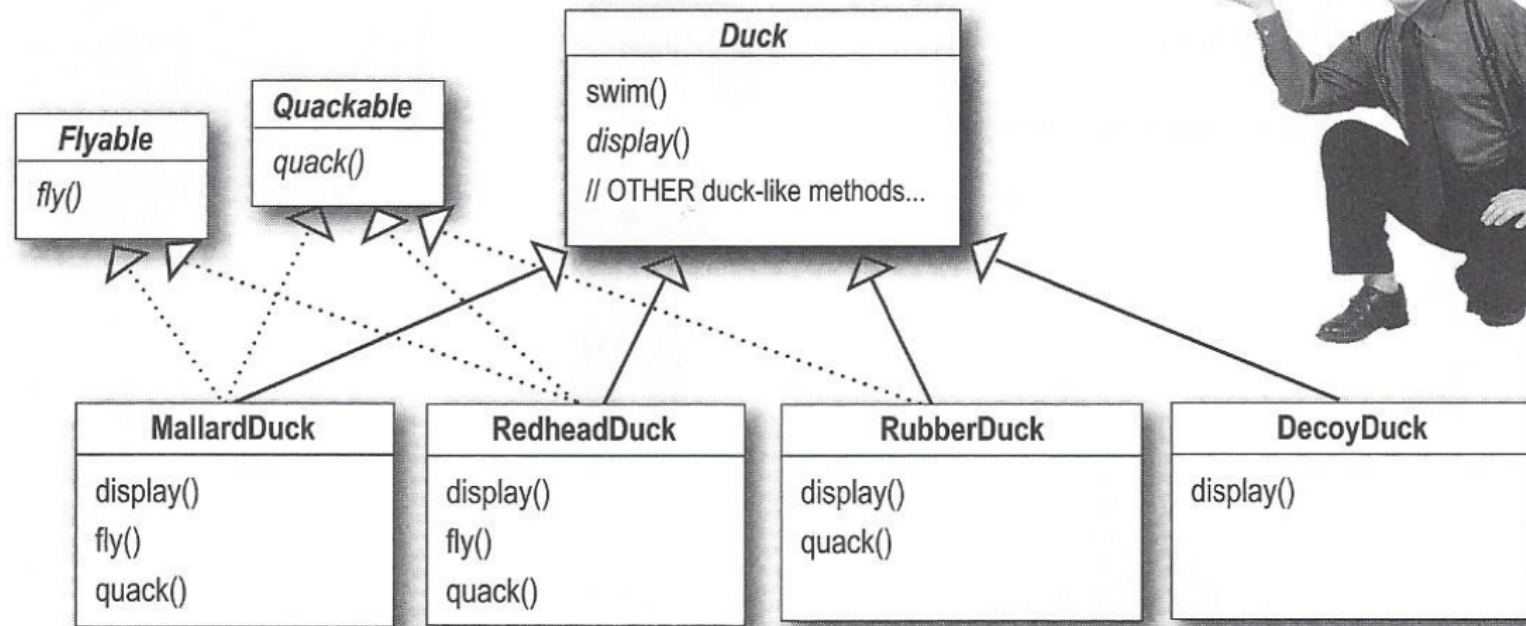 Duck
swim()
display()
// OTHER duck-like methods...
Quackable
quack()
Flyable
fly()
MallardDuck
display()
fly()
quack()
RedheadDuck
display()
fly()
quack()
RubberDuck
display()
quack()
DecoyDuck
display()